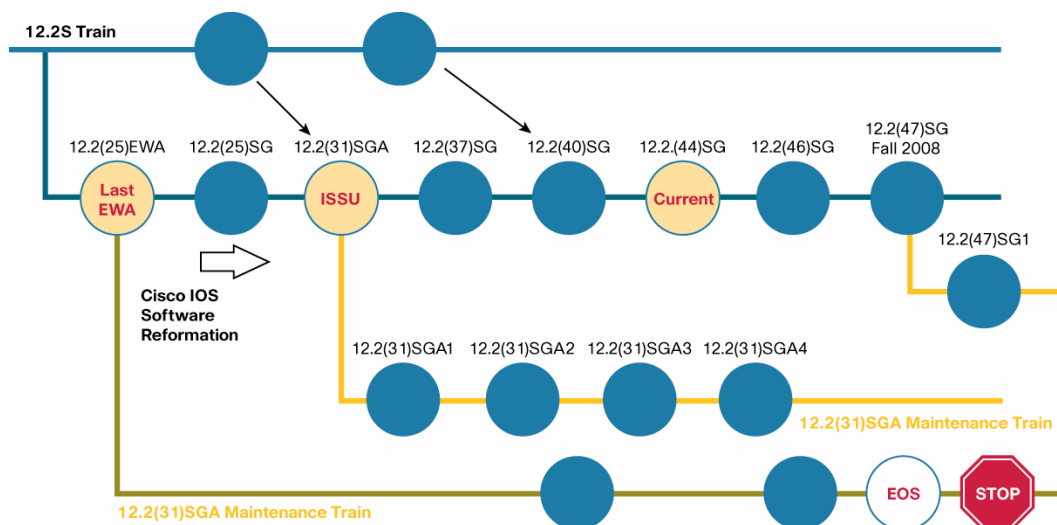 12.2S Train
12.2(25)EWA
12.2(25)SG
12.2(31)SGA
12.2(37)SG
12.2(40)SG
12.2.(44)SG
12.2(46)SG
12.2(47)SG
Fall 2008
Last
EWA
ISSU
Current
12.2(47)SG1
Cisco IOS
Software
Reformation
12.2(31)SGA1
12.2(31)SGA2
12.2(31)SGA3
12.2(31)SGA4
12.2(31)SGA Maintenance Train
EOS
STOP
12.2(31)SGA Maintenance Train